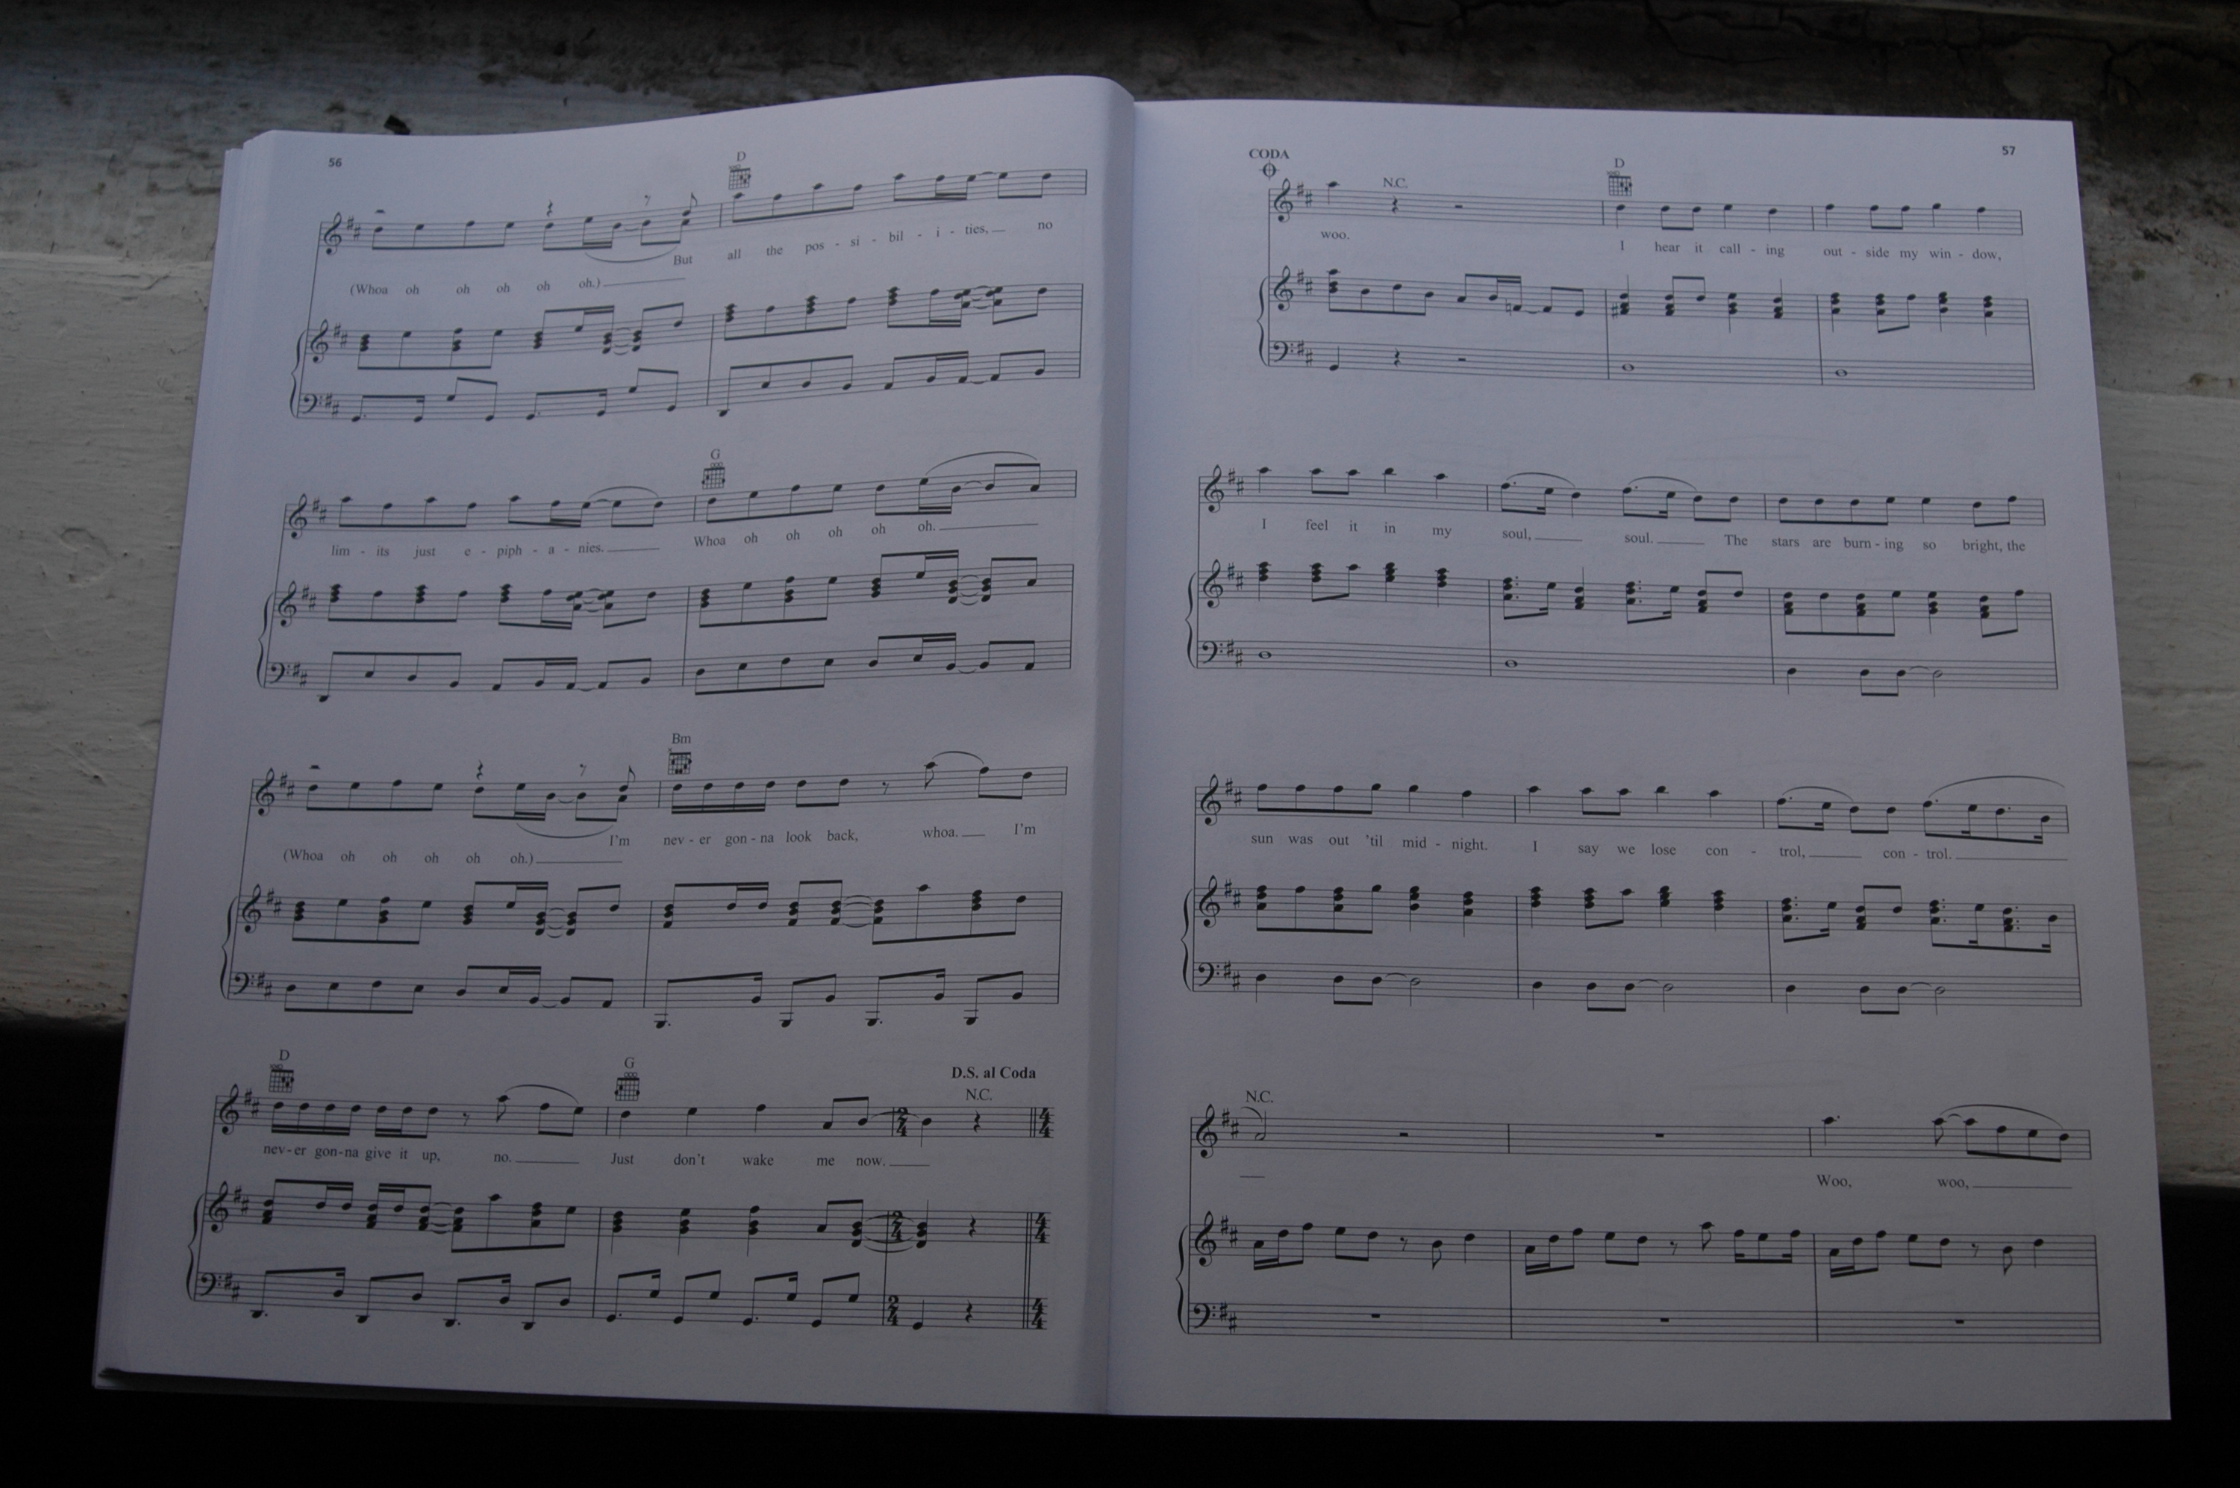 56
D
But all the pos - si - bil - i - ties, no
(Whoa oh oh oh oh oh.)
G
lim - its just e - piph - a - nies. Whoa oh oh oh oh oh.
Bm
I'm nev - er gon - na look back, whoa. I'm
(Whoa oh oh oh oh oh.)
D G D.S. al Coda
N.C.
nev - er gon - na give it up, no. Just don't wake me now.
2/4 4/4
57
CODA
N.C. D
woo. I hear it call - ing out - side my win - dow,
I feel it in my soul, soul. The stars are burn - ing so bright, the
sun was out 'til mid - night. I say we lose con - trol, con - trol.
N.C.
Woo, woo,